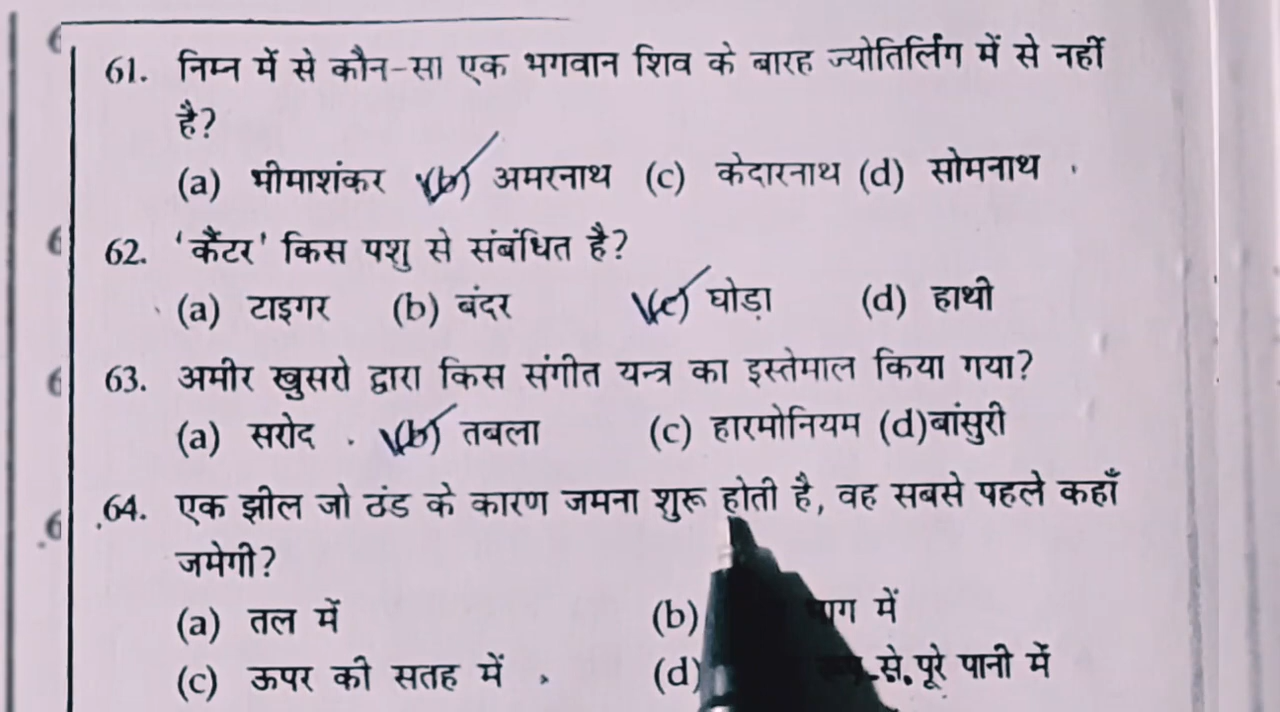 61. निम्न में से कौन-सा एक भगवान शिव के बारह ज्योतिर्लिंग में से नहीं
है?
(a) भीमाशंकर (b) अमरनाथ (c) केदारनाथ (d) सोमनाथ
62. 'कैंटर' किस पशु से संबंधित है?
(a) टाइगर (b) बंदर (c) घोड़ा (d) हाथी
63. अमीर खुसरो द्वारा किस संगीत यन्त्र का इस्तेमाल किया गया?
(a) सरोद (b) तबला (c) हारमोनियम (d)बांसुरी
64. एक झील जो ठंड के कारण जमना शुरू होती है, वह सबसे पहले कहाँ
जमेगी?
(a) तल में (b) में
(c) ऊपर की सतह में (d) से पूरे पानी में